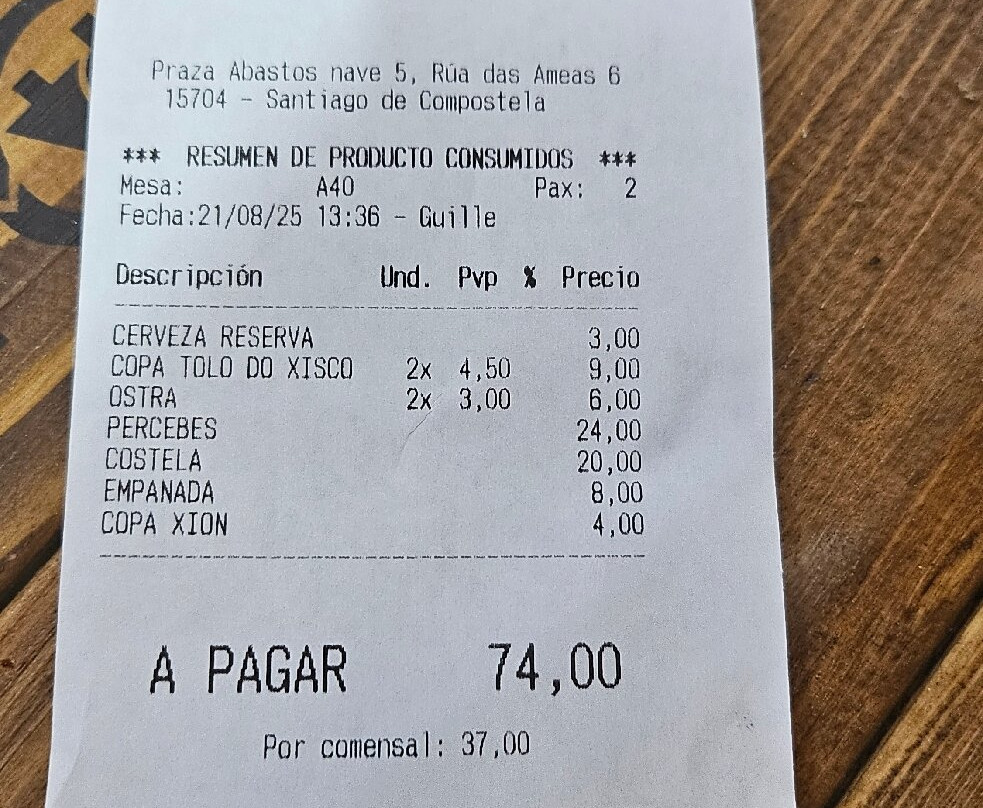 Praza Abastos nave 5, Rúa das Ameas 6
15704 - Santiago de Compostela
*** RESUMEN DE PRODUCTO CONSUMIDOS ***
Mesa: A40 Pax: 2
Fecha:21/08/25 13:36 - Guille
Descripción Und. Pvp % Precio
CERVEZA RESERVA 3,00
COPA TOLO DO XISCO 2x 4,50 9,00
OSTRA 2x 3,00 6,00
PERCEBES 24,00
COSTELA 20,00
EMPANADA 8,00
COPA XION 4,00
A PAGAR 74,00
Por comensal: 37,00